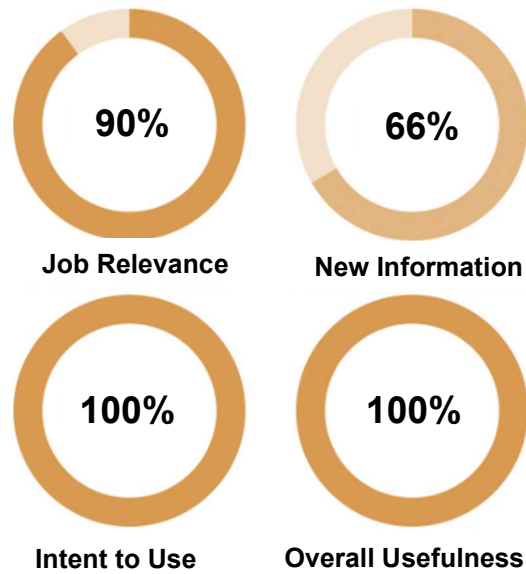 90%
66%
Job Relevance
New Information
100%
100%
Intent to Use
Overall Usefulness